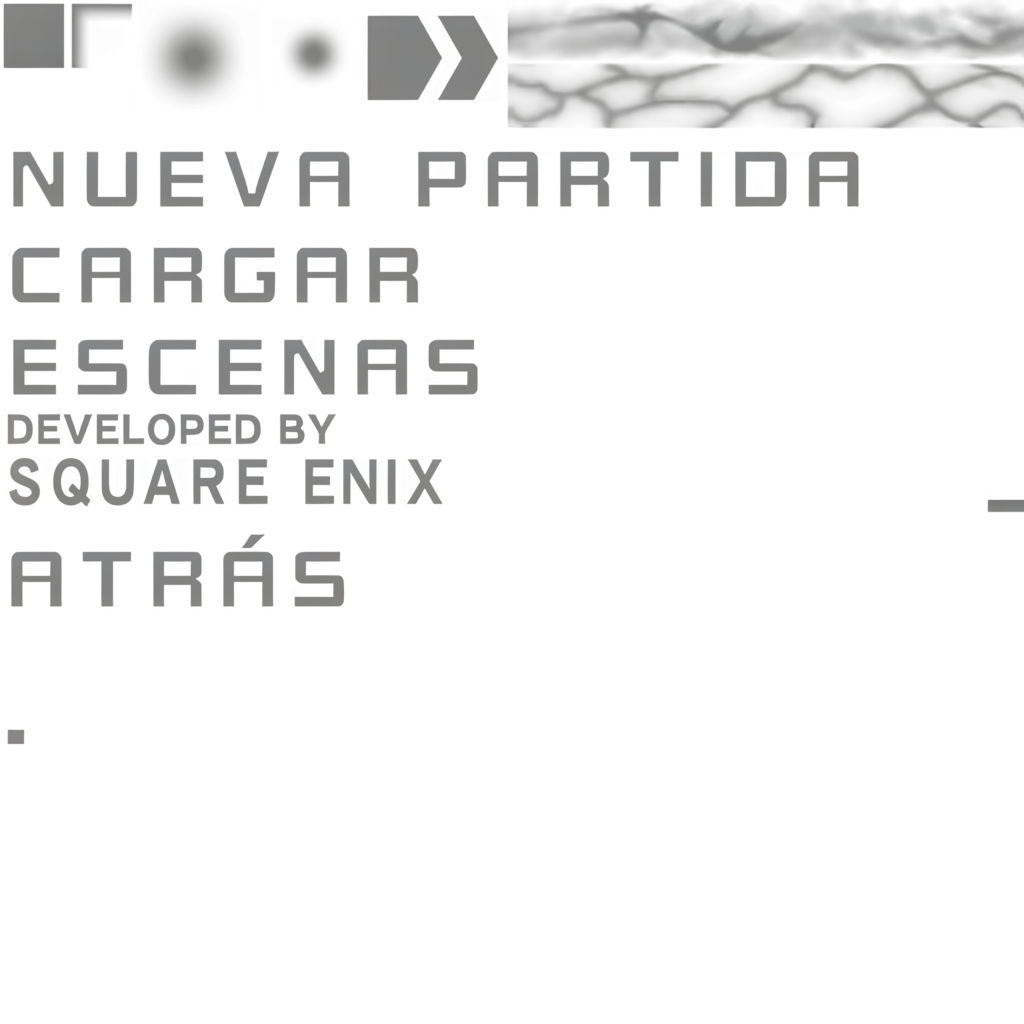 NUEVA PARTIDA
CARGAR
ESCENAS
DEVELOPED BY
SQUARE ENIX
ATRÁS